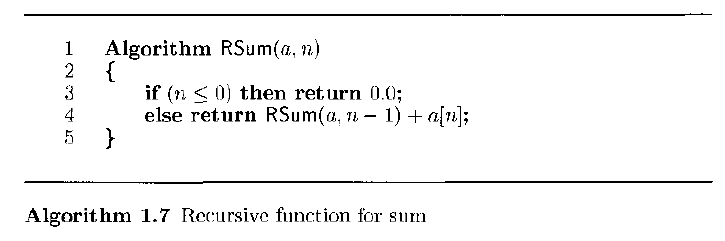 1 Algorithm RSum(a, n)
2 {
3 if (n ≤ 0) then return 0.0;
4 else return RSum(a, n − 1) + a[n];
5 }
Algorithm 1.7 Recursive function for sum